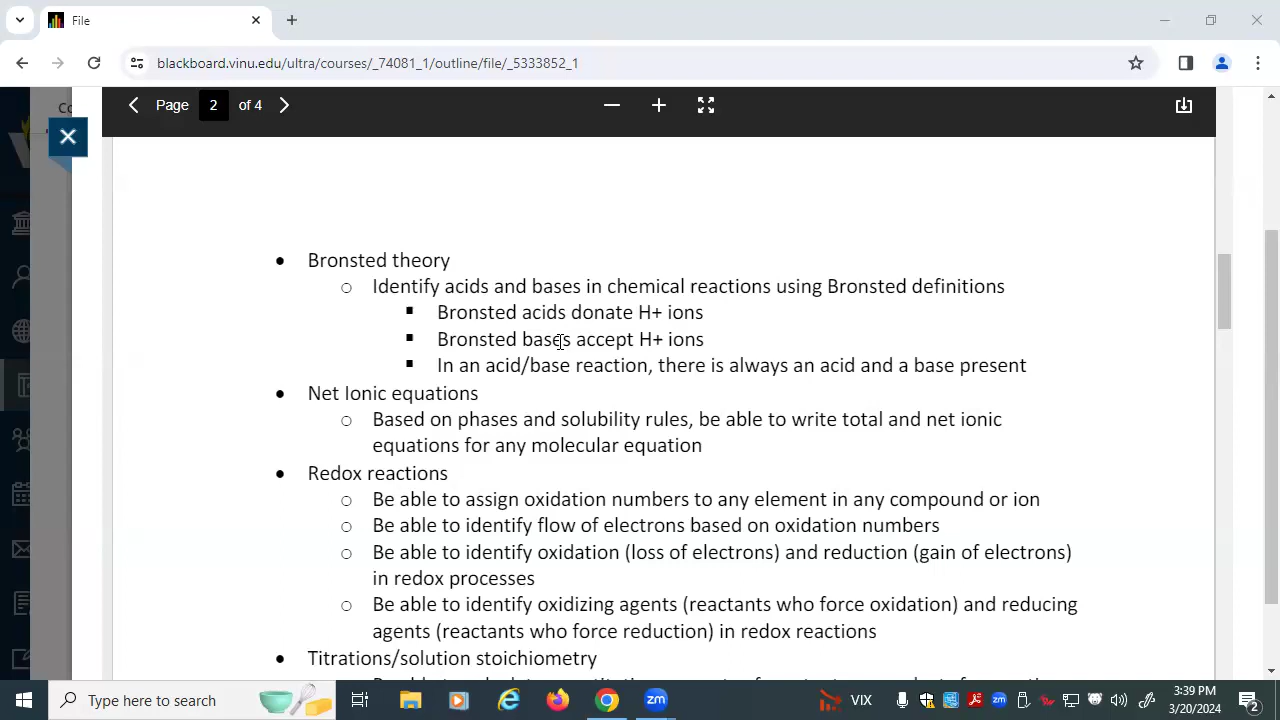 File
blackboard.vinu.edu/ultra/courses/_74081_1/outline/file/_5333852_1
Page 2 of 4
• Bronsted theory
○ Identify acids and bases in chemical reactions using Bronsted definitions
▪ Bronsted acids donate H+ ions
▪ Bronsted bases accept H+ ions
▪ In an acid/base reaction, there is always an acid and a base present
• Net Ionic equations
○ Based on phases and solubility rules, be able to write total and net ionic
equations for any molecular equation
• Redox reactions
○ Be able to assign oxidation numbers to any element in any compound or ion
○ Be able to identify flow of electrons based on oxidation numbers
○ Be able to identify oxidation (loss of electrons) and reduction (gain of electrons)
in redox processes
○ Be able to identify oxidizing agents (reactants who force oxidation) and reducing
agents (reactants who force reduction) in redox reactions
• Titrations/solution stoichiometry
Type here to search
zm
VIX
zm
3:39 PM
3/20/2024
2